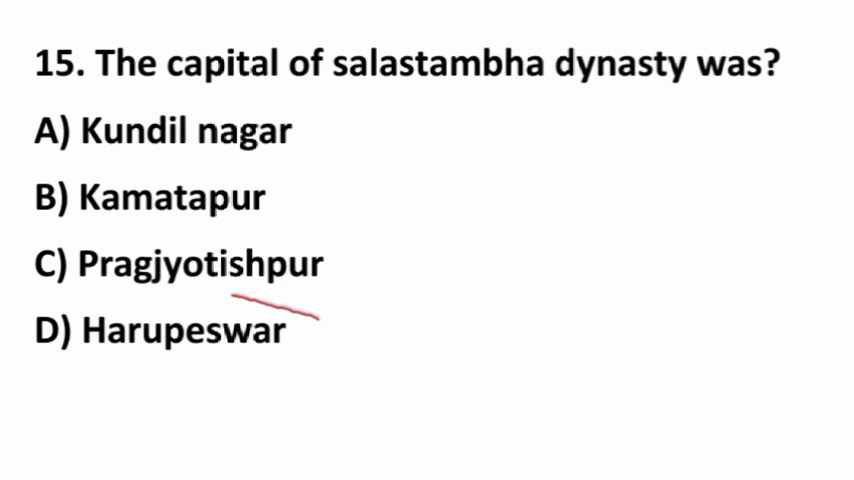 15. The capital of salastambha dynasty was?
A) Kundil nagar
B) Kamatapur
C) Pragjyotishpur
D) Harupeswar